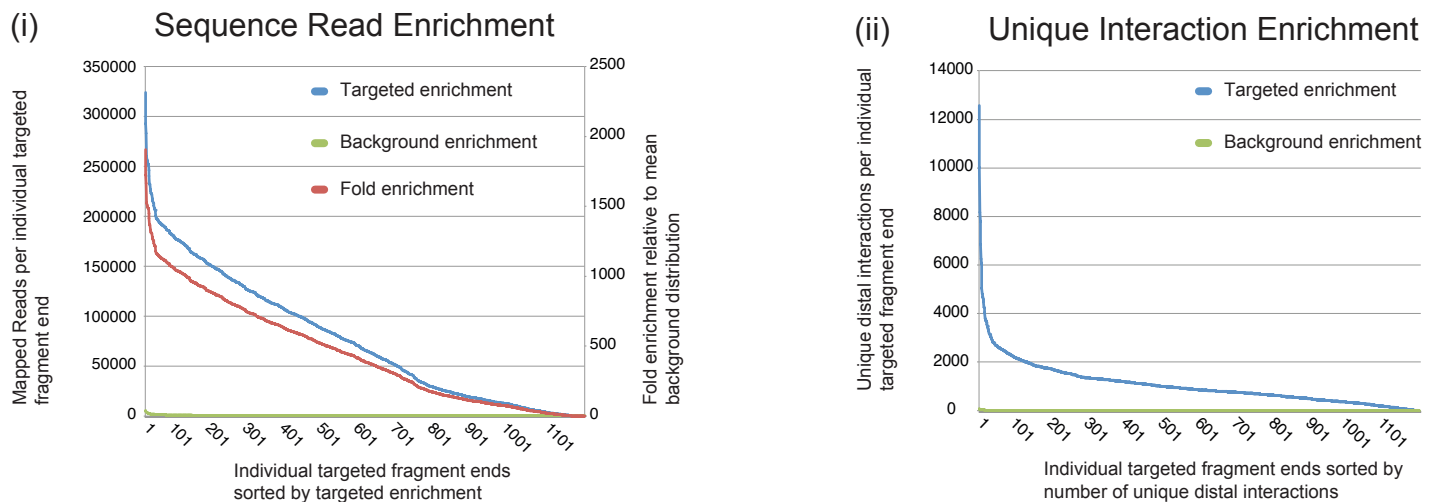 (i)
Sequence Read Enrichment
Mapped Reads per individual targeted
fragment end
350000
300000
250000
200000
150000
100000
50000
0
2500
2000
1500
1000
500
0
Fold enrichment relative to mean
background distribution
Targeted enrichment
Background enrichment
Fold enrichment
1
101
201
301
401
501
601
701
801
901
1001
1101
Individual targeted fragment ends
sorted by targeted enrichment
(ii)
Unique Interaction Enrichment
Unique distal interactions per individual
targeted fragment end
14000
12000
10000
8000
6000
4000
2000
0
Targeted enrichment
Background enrichment
1
101
201
301
401
501
601
701
801
901
1001
1101
Individual targeted fragment ends sorted by
number of unique distal interactions